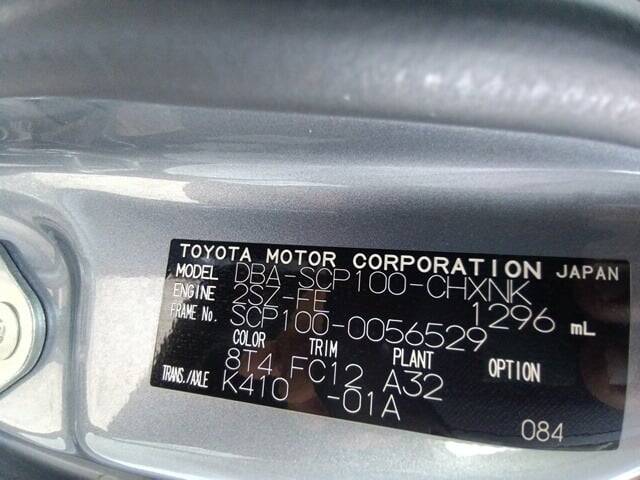 TOYOTA MOTOR CORPORATION JAPAN
MODEL DBA-SCP100-CHXNK
ENGINE 2SZ-FE 1296 mL
FRAME No. SCP100-0056529
COLOR TRIM PLANT OPTION
8T4 FC12 A32
TRANS./AXLE K410 -01A
084